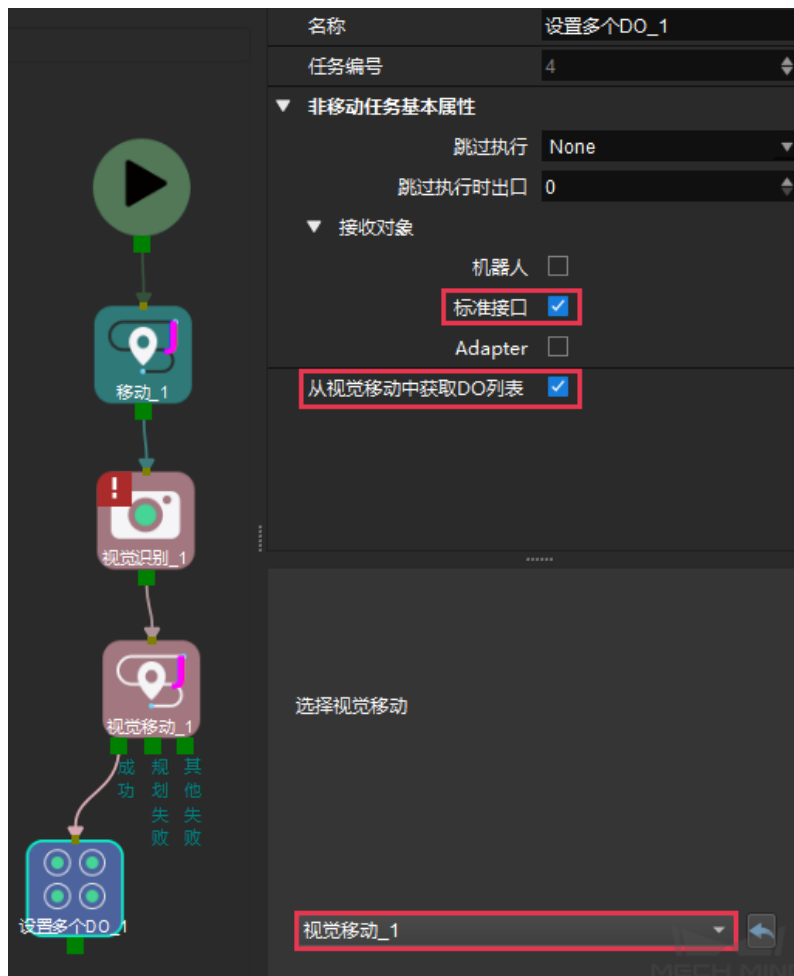 名称
设置多个DO_1
任务编号
4
非移动任务基本属性
跳过执行
None
跳过执行时出口
0
接收对象
机器人
标准接口
Adapter
从视觉移动中获取DO列表
移动_1
!
视觉识别_1
视觉移动_1
成功
规划失败
其他失败
设置多个DO_1
选择视觉移动
视觉移动_1
MECH MIND